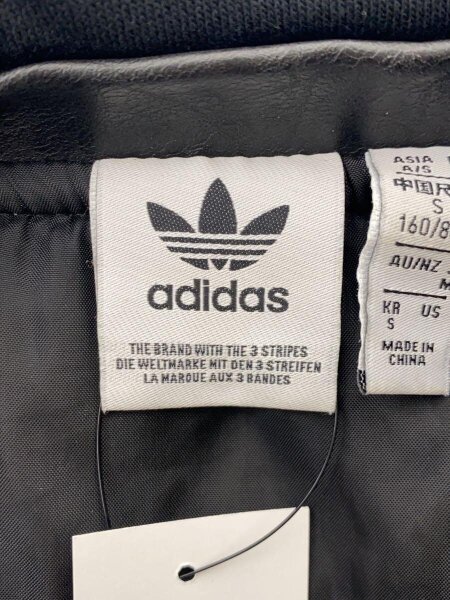 adidas
THE BRAND WITH THE 3 STRIPES
DIE WELTMARKE MIT DEN 3 STREIFEN
LA MARQUE AUX 3 BANDES
ASIA
A/S
中国尺
S
160/8
AU/NZ
M
KR US
S
MADE IN
CHINA